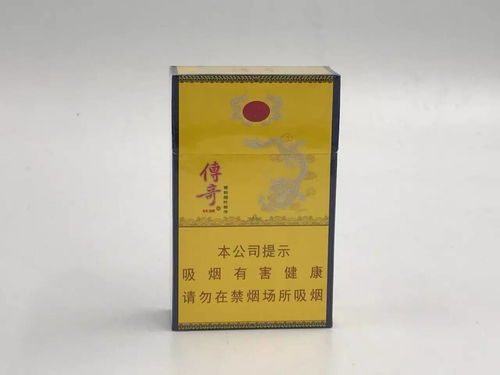 傳奇
本公司提示
吸烟有害健康
请勿在禁烟场所吸烟